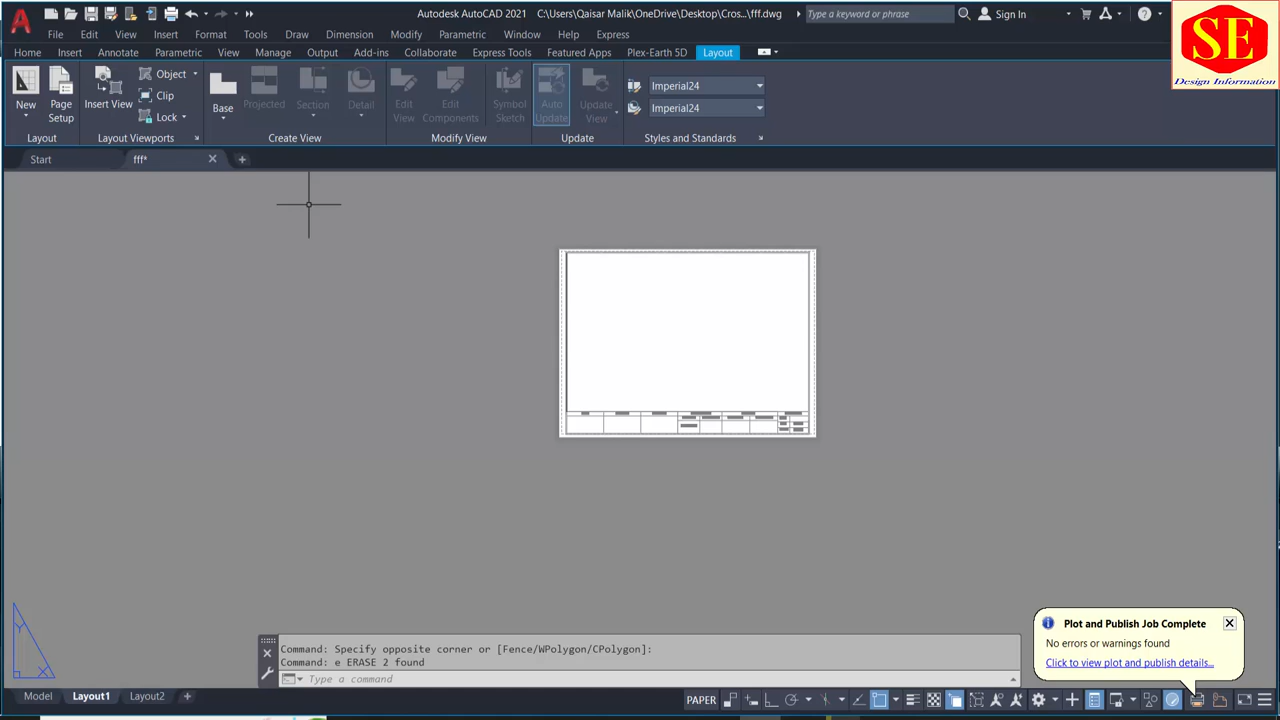 Autodesk AutoCAD 2021 C:\Users\Qaisar Malik\OneDrive\Desktop\Cros...\fff.dwg
Type a keyword or phrase
Sign In
File Edit View Insert Format Tools Draw Dimension Modify Parametric Window Help Express
Home Insert Annotate Parametric View Manage Output Add-ins Collaborate Express Tools Featured Apps Plex-Earth 5D Layout
SE
Design Information
New
Page Setup
Insert View
Object
Clip
Lock
Base
Projected
Section
Detail
Edit View
Edit Components
Symbol Sketch
Auto Update
Update View
Imperial24
Imperial24
Layout
Layout Viewports
Create View
Modify View
Update
Styles and Standards
Start
fff*
Y
X
Command: Specify opposite corner or [Fence/WPolygon/CPolygon]:
Command: e ERASE 2 found
Type a command
Plot and Publish Job Complete
No errors or warnings found
Click to view plot and publish details...
Model Layout1 Layout2
PAPER